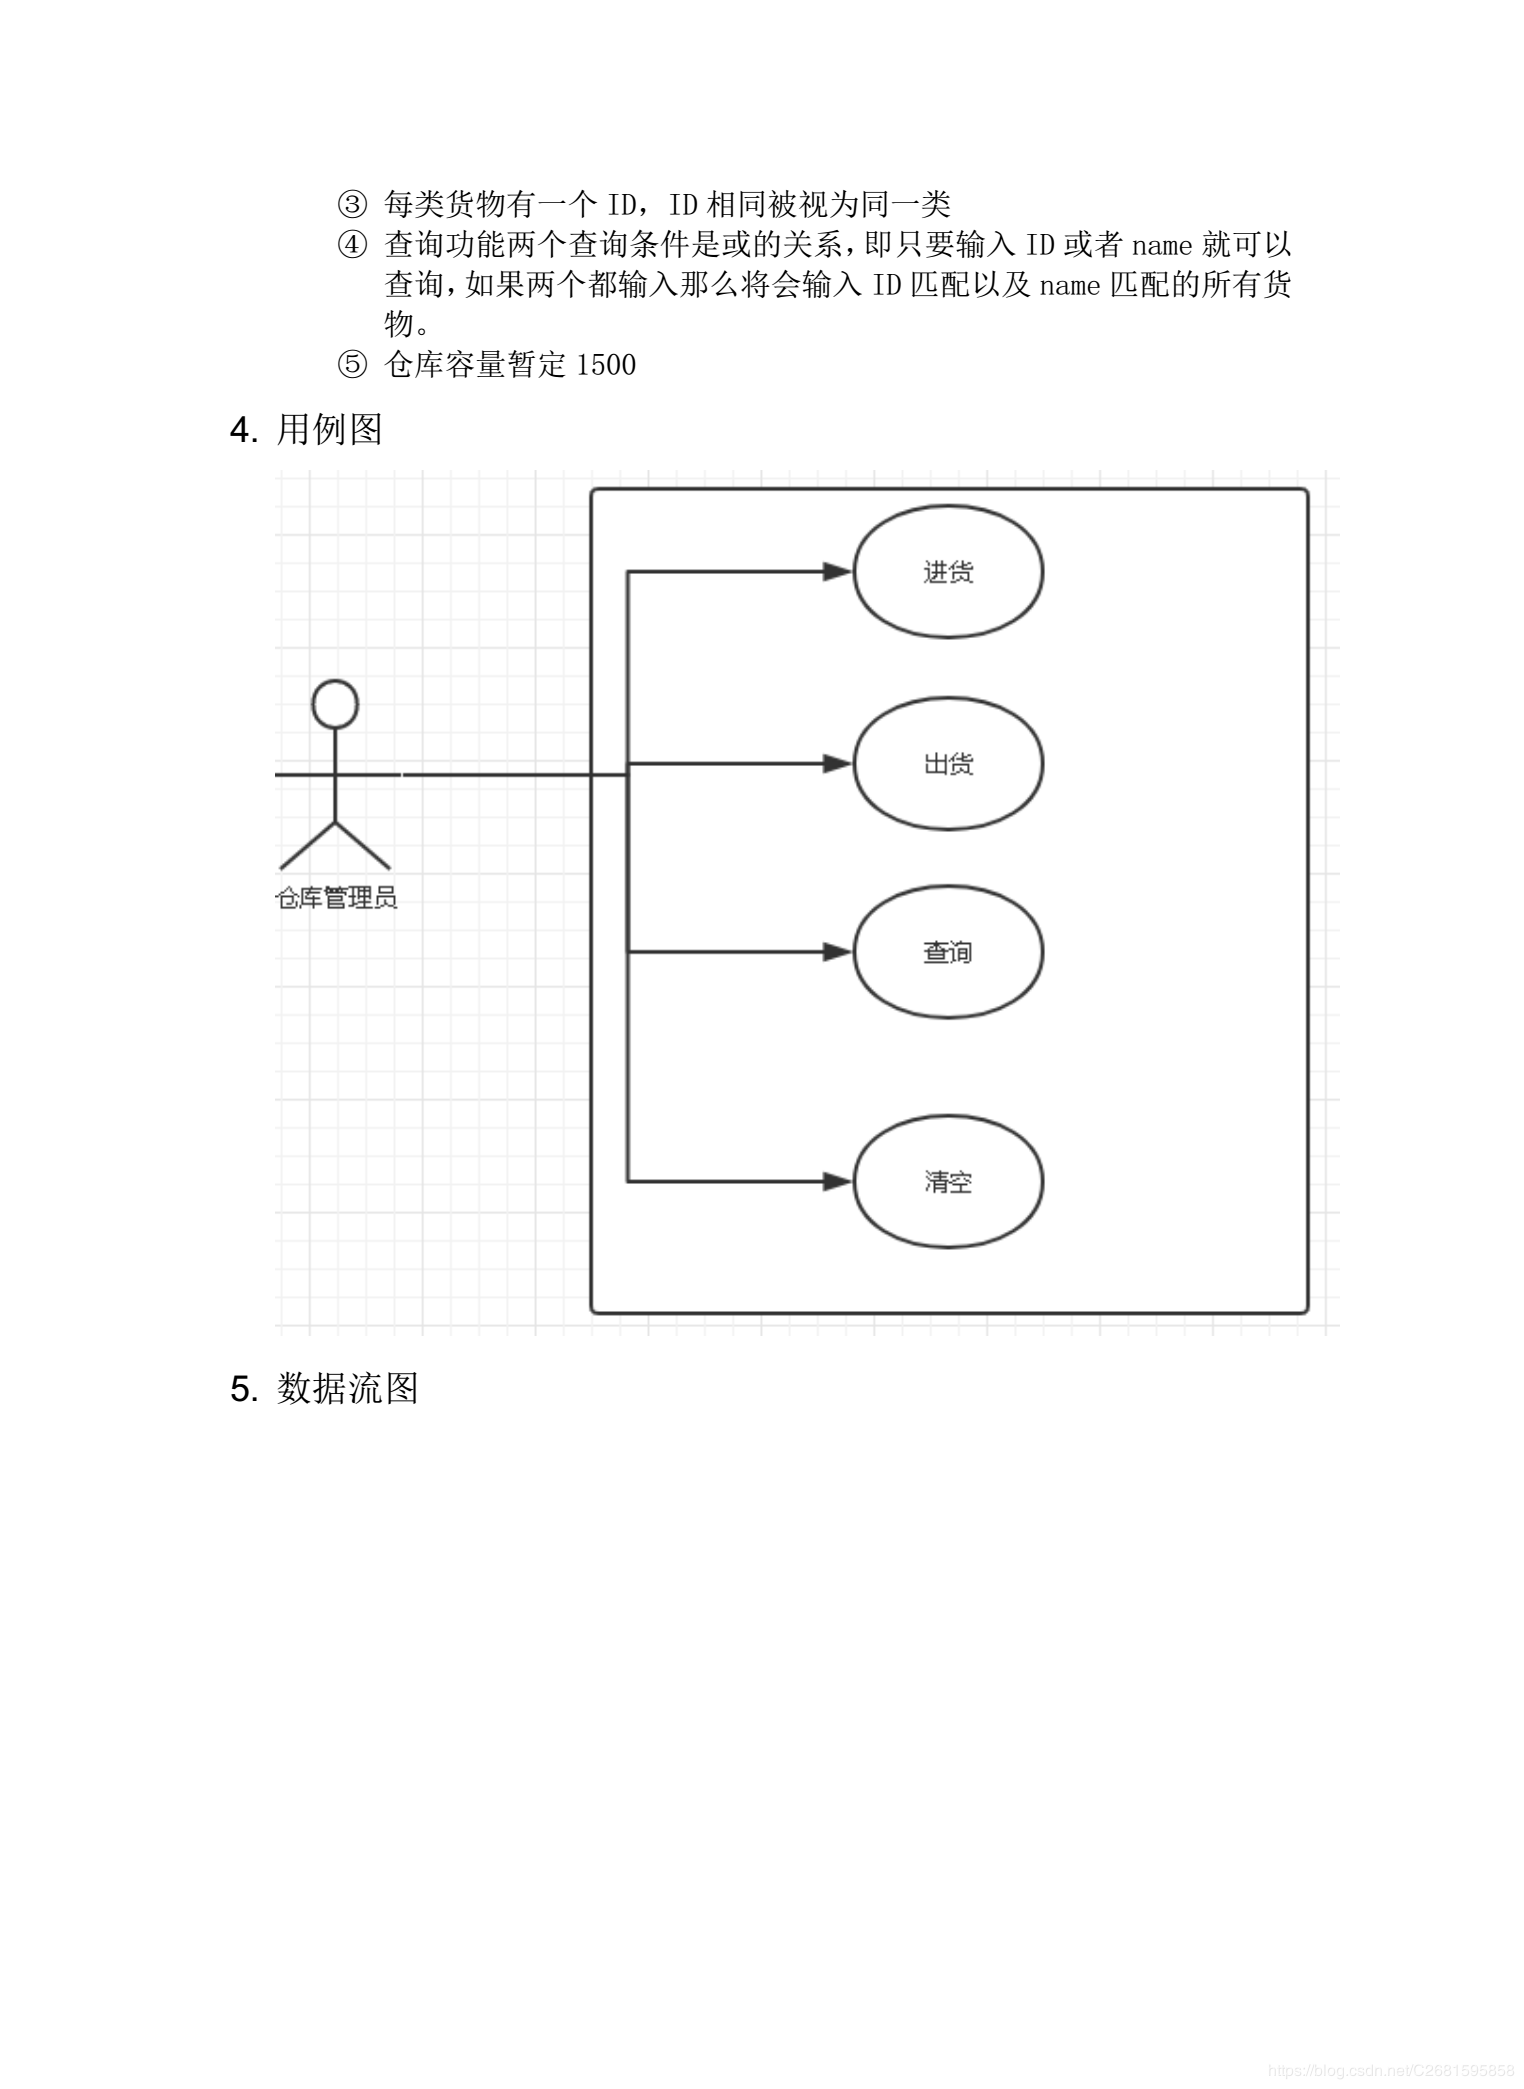 ③ 每类货物有一个 ID，ID 相同被视为同一类
④ 查询功能两个查询条件是或的关系，即只要输入 ID 或者 name 就可以
查询，如果两个都输入那么将会输入 ID 匹配以及 name 匹配的所有货
物。
⑤ 仓库容量暂定 1500
4. 用例图
进货
出货
仓库管理员
查询
清空
5. 数据流图
https://blog.csdn.net/C2681595858